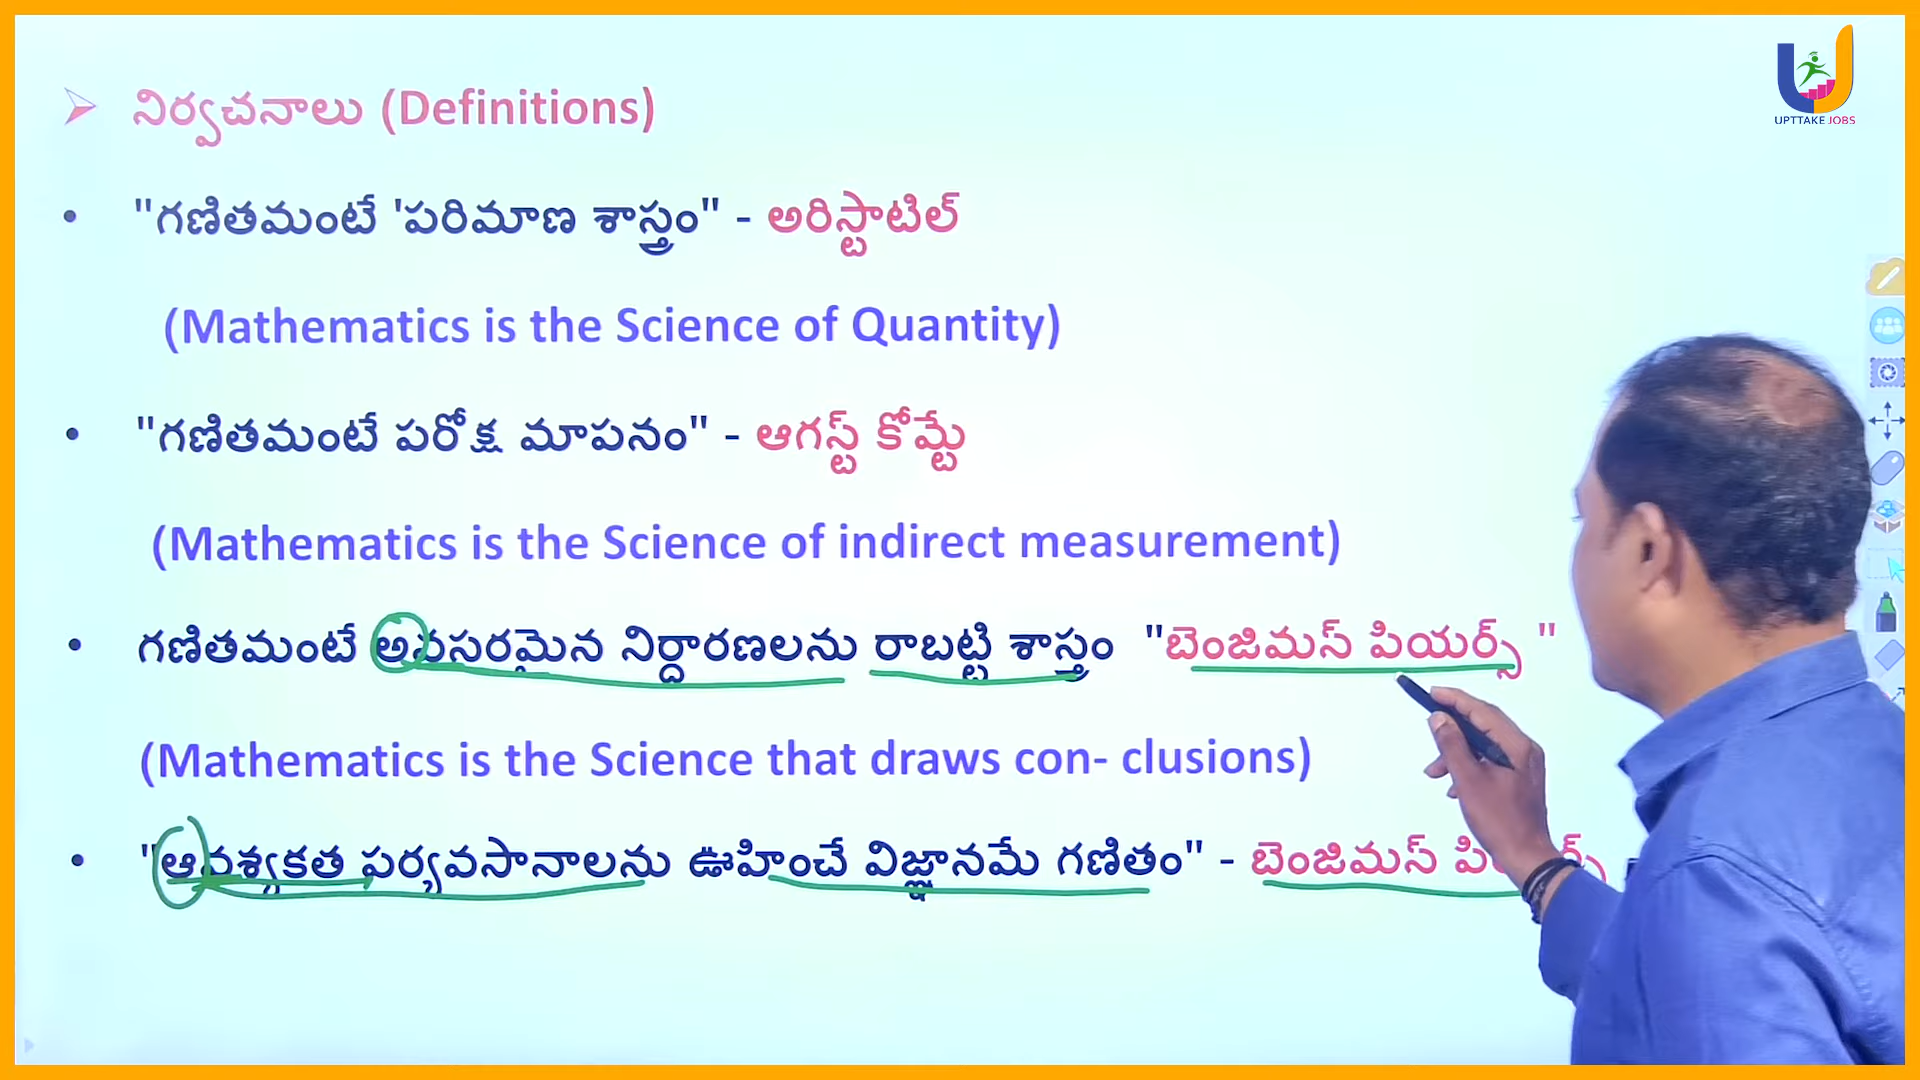 UPTTAKE JOBS
నిర్వచనాలు (Definitions)
"గణితమంటే 'పరిమాణ శాస్త్రం" - అరిస్టాటిల్
(Mathematics is the Science of Quantity)
"గణితమంటే పరోక్ష మాపనం" - ఆగస్ట్ కోమ్టే
(Mathematics is the Science of indirect measurement)
గణితమంటే అవసరమైన నిర్ధారణలను రాబట్టి శాస్త్రం "బెంజిమస్ పియర్స్ "
(Mathematics is the Science that draws con- clusions)
"ఆవశ్యకత పర్యవసానాలను ఊహించే విజ్ఞానమే గణితం" - బెంజిమస్